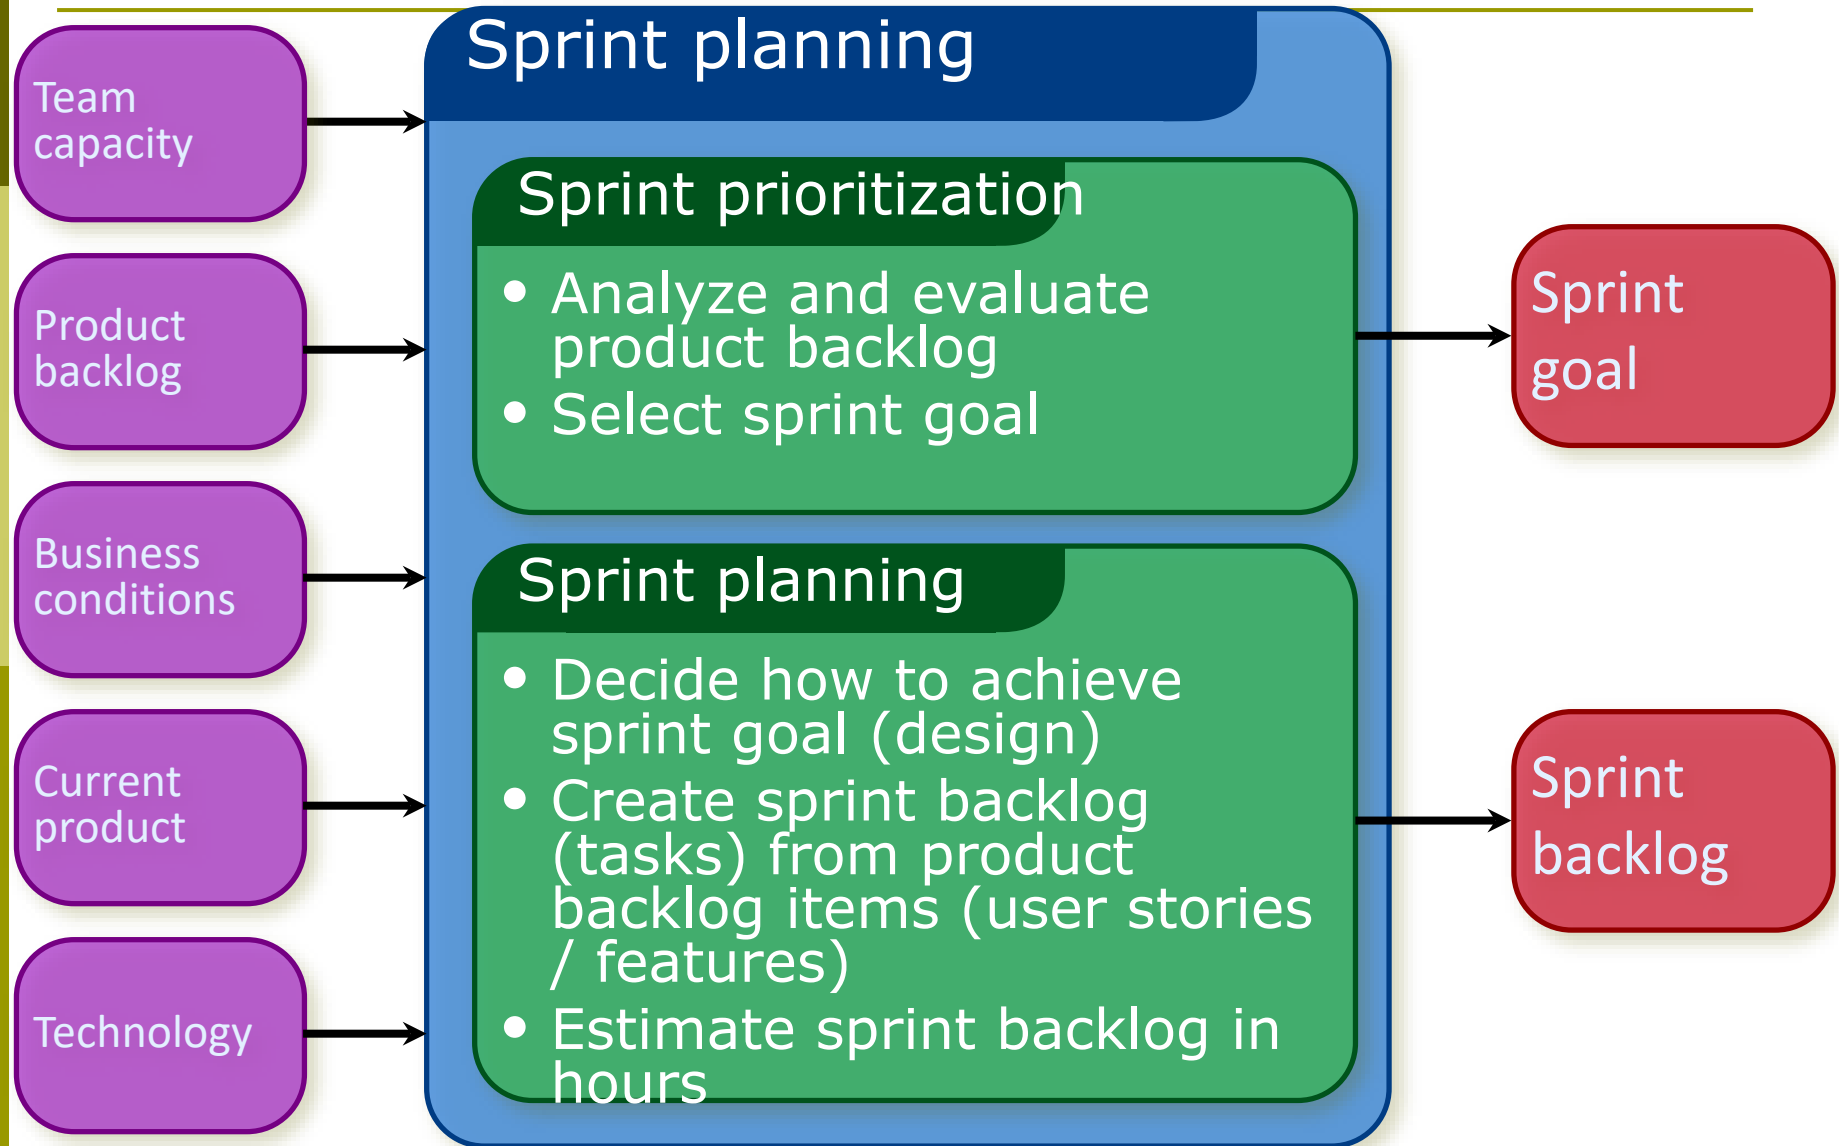 Team
capacity
Product
backlog
Business
conditions
Current
product
Technology
Sprint planning
Sprint prioritization
• Analyze and evaluate
product backlog
• Select sprint goal
Sprint planning
• Decide how to achieve
sprint goal (design)
• Create sprint backlog
(tasks) from product
backlog items (user stories
/ features)
• Estimate sprint backlog in
hours
Sprint
goal
Sprint
backlog